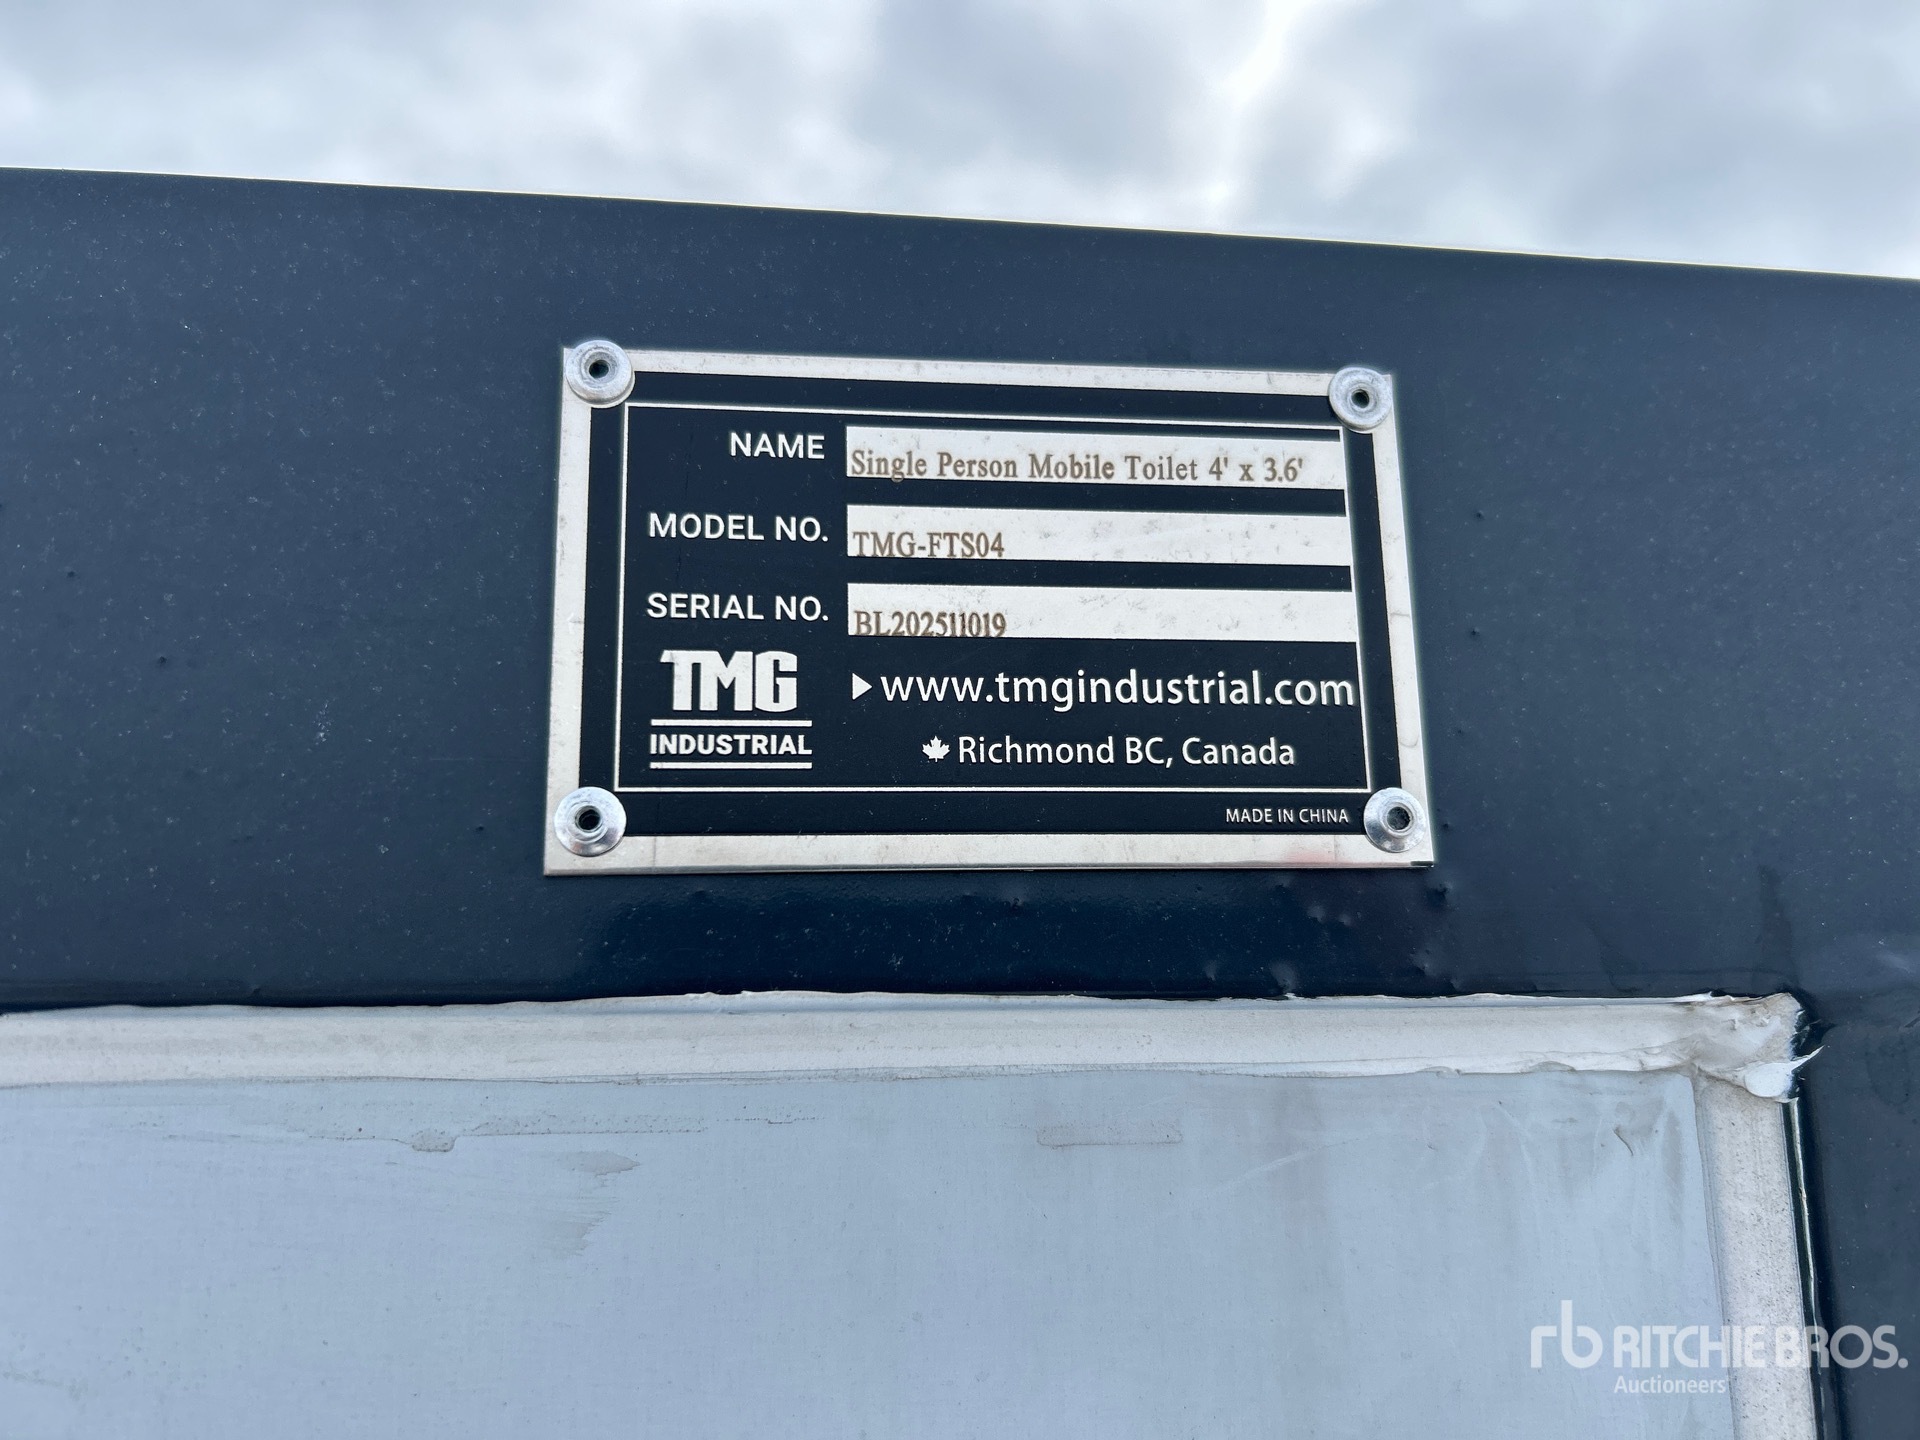 NAME Single Person Mobile Toilet 4' x 3.6'
MODEL NO. TMG-FTS04
SERIAL NO. BL202511019
TMG
INDUSTRIAL
www.tmgindustrial.com
Richmond BC, Canada
MADE IN CHINA
rb RITCHIE BROS.
Auctioneers